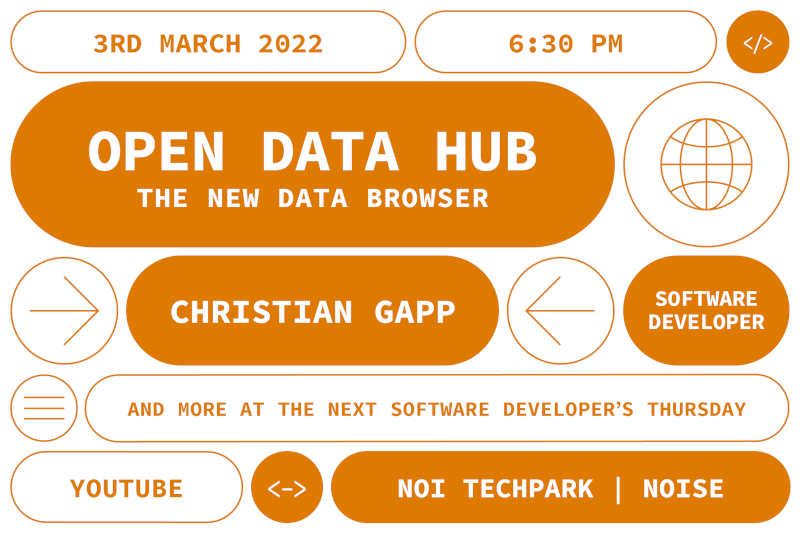 3RD MARCH 2022
6:30 PM
</>
OPEN DATA HUB
THE NEW DATA BROWSER
CHRISTIAN GAPP
SOFTWARE
DEVELOPER
AND MORE AT THE NEXT SOFTWARE DEVELOPER’S THURSDAY
YOUTUBE
<->
NOI TECHPARK | NOISE